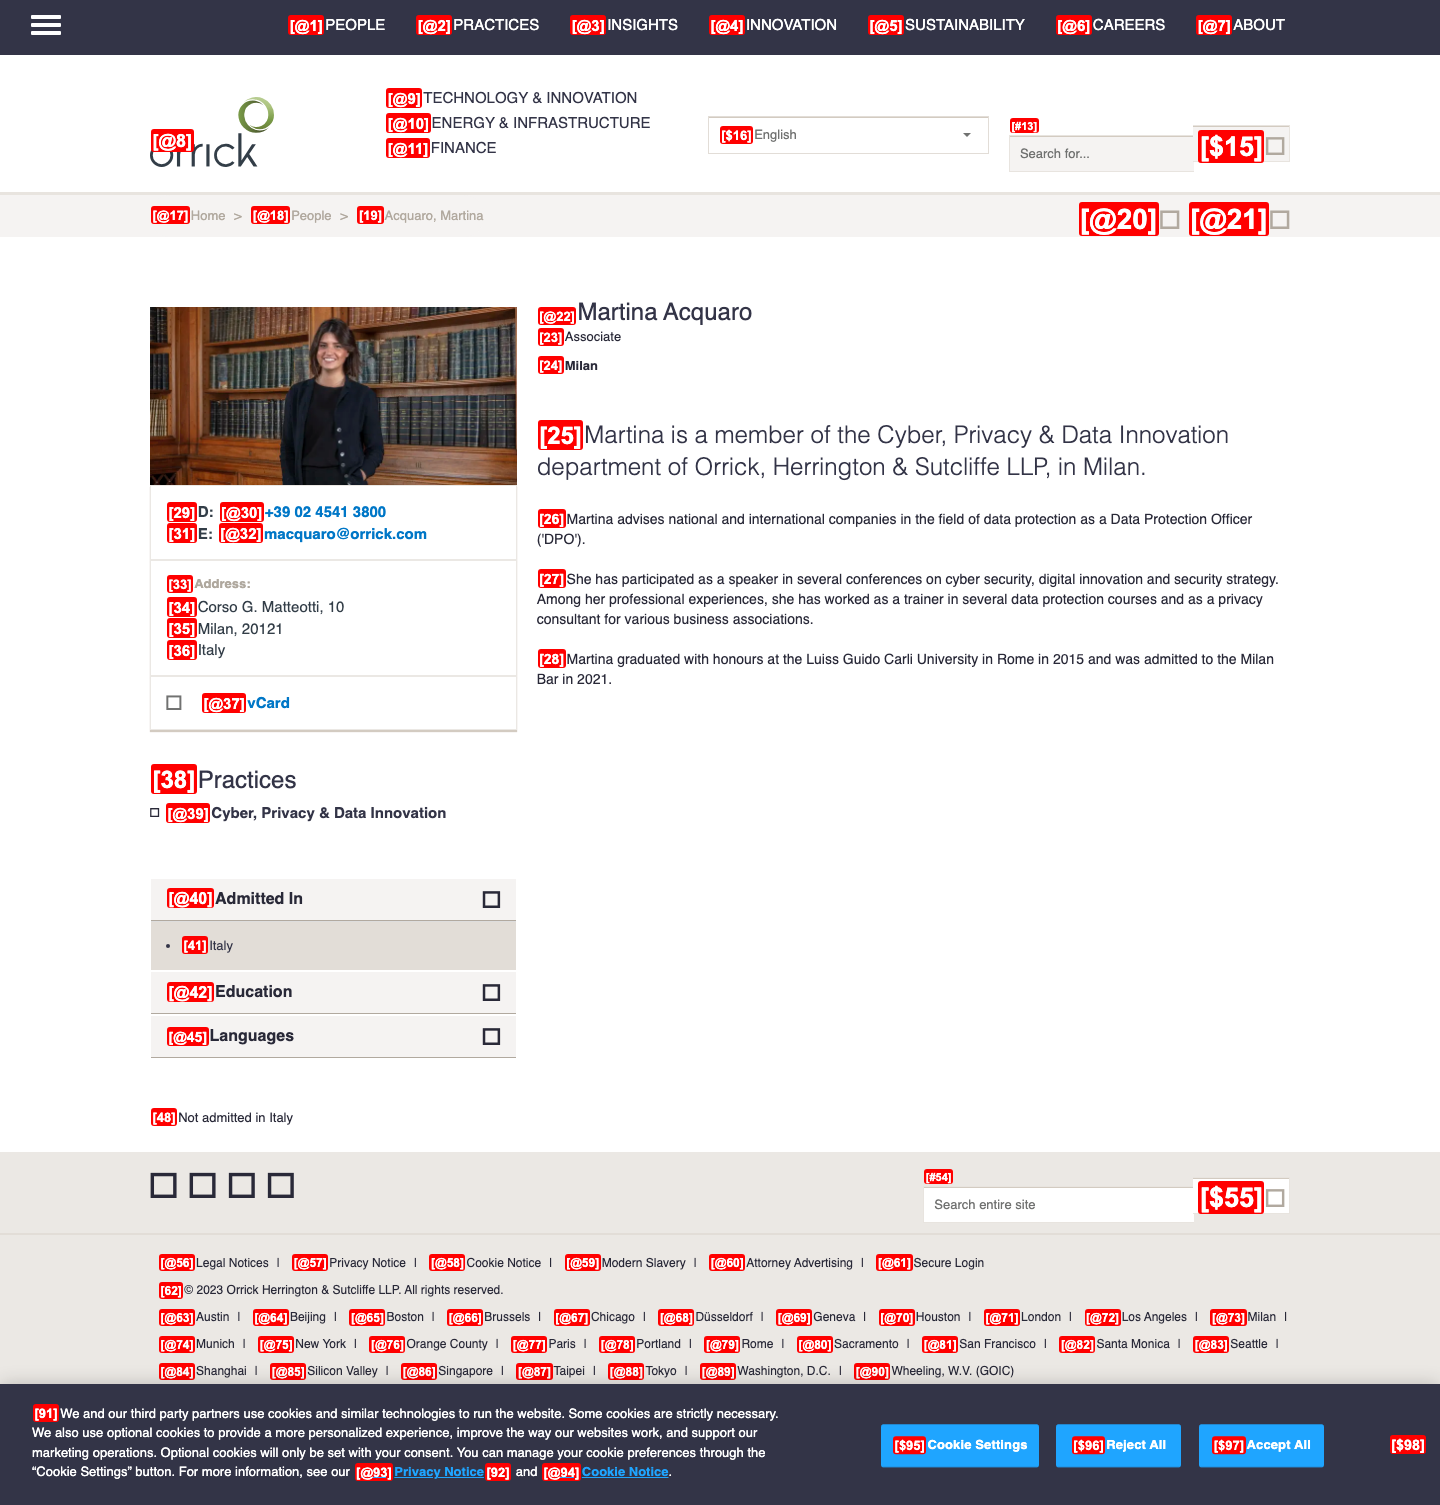 [@1]PEOPLE [@2]PRACTICES [@3]INSIGHTS [@4]INNOVATION [@5]SUSTAINABILITY [@6]CAREERS [@7]ABOUT
[@8]
orrick
[@9]TECHNOLOGY & INNOVATION
[@10]ENERGY & INFRASTRUCTURE
[@11]FINANCE
[$16]English
[#13]
Search for...
[$15]
[@17]Home > [@18]People > [19]Acquaro, Martina
[@20] [@21]
[@22]Martina Acquaro
[23]Associate
[24]Milan
[25]Martina is a member of the Cyber, Privacy & Data Innovation
department of Orrick, Herrington & Sutcliffe LLP, in Milan.
[26]Martina advises national and international companies in the field of data protection as a Data Protection Officer
('DPO').
[27]She has participated as a speaker in several conferences on cyber security, digital innovation and security strategy.
Among her professional experiences, she has worked as a trainer in several data protection courses and as a privacy
consultant for various business associations.
[28]Martina graduated with honours at the Luiss Guido Carli University in Rome in 2015 and was admitted to the Milan
Bar in 2021.
[29]D: [@30]+39 02 4541 3800
[31]E: [@32]macquaro@orrick.com
[33]Address:
[34]Corso G. Matteotti, 10
[35]Milan, 20121
[36]Italy
[@37]vCard
[38]Practices
[@39]Cyber, Privacy & Data Innovation
[@40]Admitted In
• [41]Italy
[@42]Education
[@45]Languages
[48]Not admitted in Italy
[#54]
Search entire site
[$55]
[@56]Legal Notices | [@57]Privacy Notice | [@58]Cookie Notice | [@59]Modern Slavery | [@60]Attorney Advertising | [@61]Secure Login
[62]© 2023 Orrick Herrington & Sutcliffe LLP. All rights reserved.
[@63]Austin | [@64]Beijing | [@65]Boston | [@66]Brussels | [@67]Chicago | [@68]Düsseldorf | [@69]Geneva | [@70]Houston | [@71]London | [@72]Los Angeles | [@73]Milan |
[@74]Munich | [@75]New York | [@76]Orange County | [@77]Paris | [@78]Portland | [@79]Rome | [@80]Sacramento | [@81]San Francisco | [@82]Santa Monica | [@83]Seattle |
[@84]Shanghai | [@85]Silicon Valley | [@86]Singapore | [@87]Taipei | [@88]Tokyo | [@89]Washington, D.C. | [@90]Wheeling, W.V. (GOIC)
[91]We and our third party partners use cookies and similar technologies to run the website. Some cookies are strictly necessary.
We also use optional cookies to provide a more personalized experience, improve the way our websites work, and support our
marketing operations. Optional cookies will only be set with your consent. You can manage your cookie preferences through the
“Cookie Settings” button. For more information, see our [@93]Privacy Notice[92] and [@94]Cookie Notice.
[$95]Cookie Settings [$96]Reject All [$97]Accept All [$98]